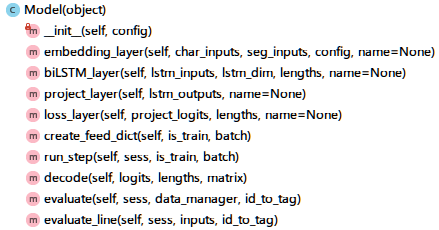 C Model(object)
m __init__(self, config)
m embedding_layer(self, char_inputs, seg_inputs, config, name=None)
m biLSTM_layer(self, lstm_inputs, lstm_dim, lengths, name=None)
m project_layer(self, lstm_outputs, name=None)
m loss_layer(self, project_logits, lengths, name=None)
m create_feed_dict(self, is_train, batch)
m run_step(self, sess, is_train, batch)
m decode(self, logits, lengths, matrix)
m evaluate(self, sess, data_manager, id_to_tag)
m evaluate_line(self, sess, inputs, id_to_tag)